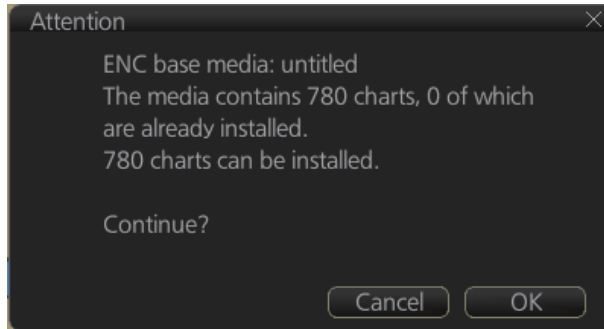 Attention
ENC base media: untitled
The media contains 780 charts, 0 of which
are already installed.
780 charts can be installed.
Continue?
Cancel OK